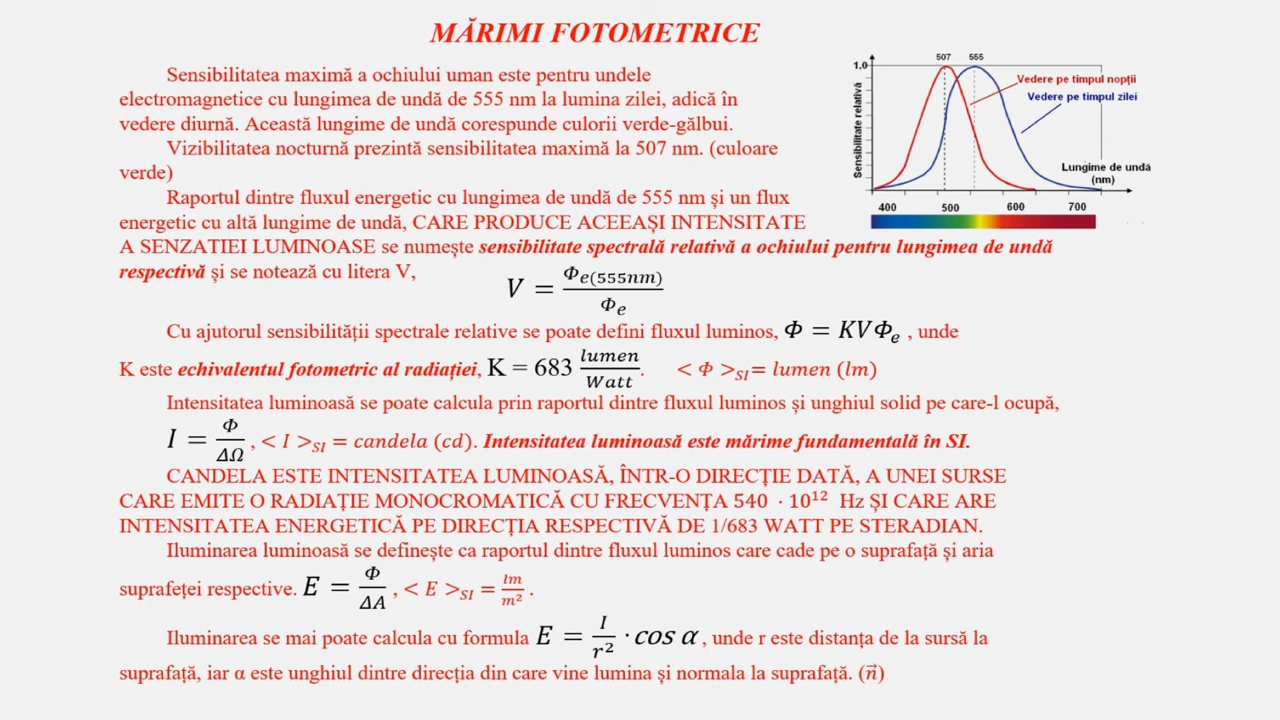 MĂRIMI FOTOMETRICE
Sensibilitatea maximă a ochiului uman este pentru undele
electromagnetice cu lungimea de undă de 555 nm la lumina zilei, adică în
vedere diurnă. Această lungime de undă corespunde culorii verde-gălbui.
Vizibilitatea nocturnă prezintă sensibilitatea maximă la 507 nm. (culoare
verde)
Raportul dintre fluxul energetic cu lungimea de undă de 555 nm și un flux
energetic cu altă lungime de undă, CARE PRODUCE ACEEAȘI INTENSITATE
A SENZATIEI LUMINOASE se numește sensibilitate spectrală relativă a ochiului pentru lungimea de undă
respectivă și se notează cu litera V,
V = Φe(555nm) / Φe
Cu ajutorul sensibilității spectrale relative se poate defini fluxul luminos, Φ = KVΦe , unde
K este echivalentul fotometric al radiației, K = 683 lumen / Watt . < Φ >SI= lumen (lm)
Intensitatea luminoasă se poate calcula prin raportul dintre fluxul luminos și unghiul solid pe care-l ocupă,
I = Φ / ΔΩ , < I >SI = candela (cd). Intensitatea luminoasă este mărime fundamentală în SI.
CANDELA ESTE INTENSITATEA LUMINOASĂ, ÎNTR-O DIRECȚIE DATĂ, A UNEI SURSE
CARE EMITE O RADIAȚIE MONOCROMATICĂ CU FRECVENȚA 540 · 10¹² Hz ȘI CARE ARE
INTENSITATEA ENERGETICĂ PE DIRECȚIA RESPECTIVĂ DE 1/683 WATT PE STERADIAN.
Iluminarea luminoasă se definește ca raportul dintre fluxul luminos care cade pe o suprafață și aria
suprafeței respective. E = Φ / ΔA , < E >SI = lm / m² .
Iluminarea se mai poate calcula cu formula E = I / r² · cos α , unde r este distanța de la sursă la
suprafață, iar α este unghiul dintre direcția din care vine lumina și normala la suprafață. (n⃗)
507 555
1,0
Sensibilitate relativă
Vedere pe timpul nopții
Vedere pe timpul zilei
Lungime de undă
(nm)
400 500 600 700